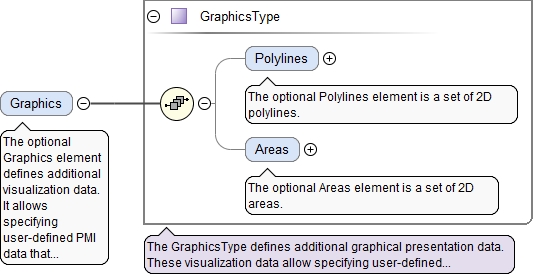 GraphicsType
Polylines
The optional Polylines element is a set of 2D
polylines.
Graphics
The optional
Graphics element
defines additional
visualization data.
It allows
specifying
user-defined PMI
data that...
Areas
The optional Areas element is a set of 2D
areas.
The GraphicsType defines additional graphical presentation data.
These visualization data allow specifying user-defined...